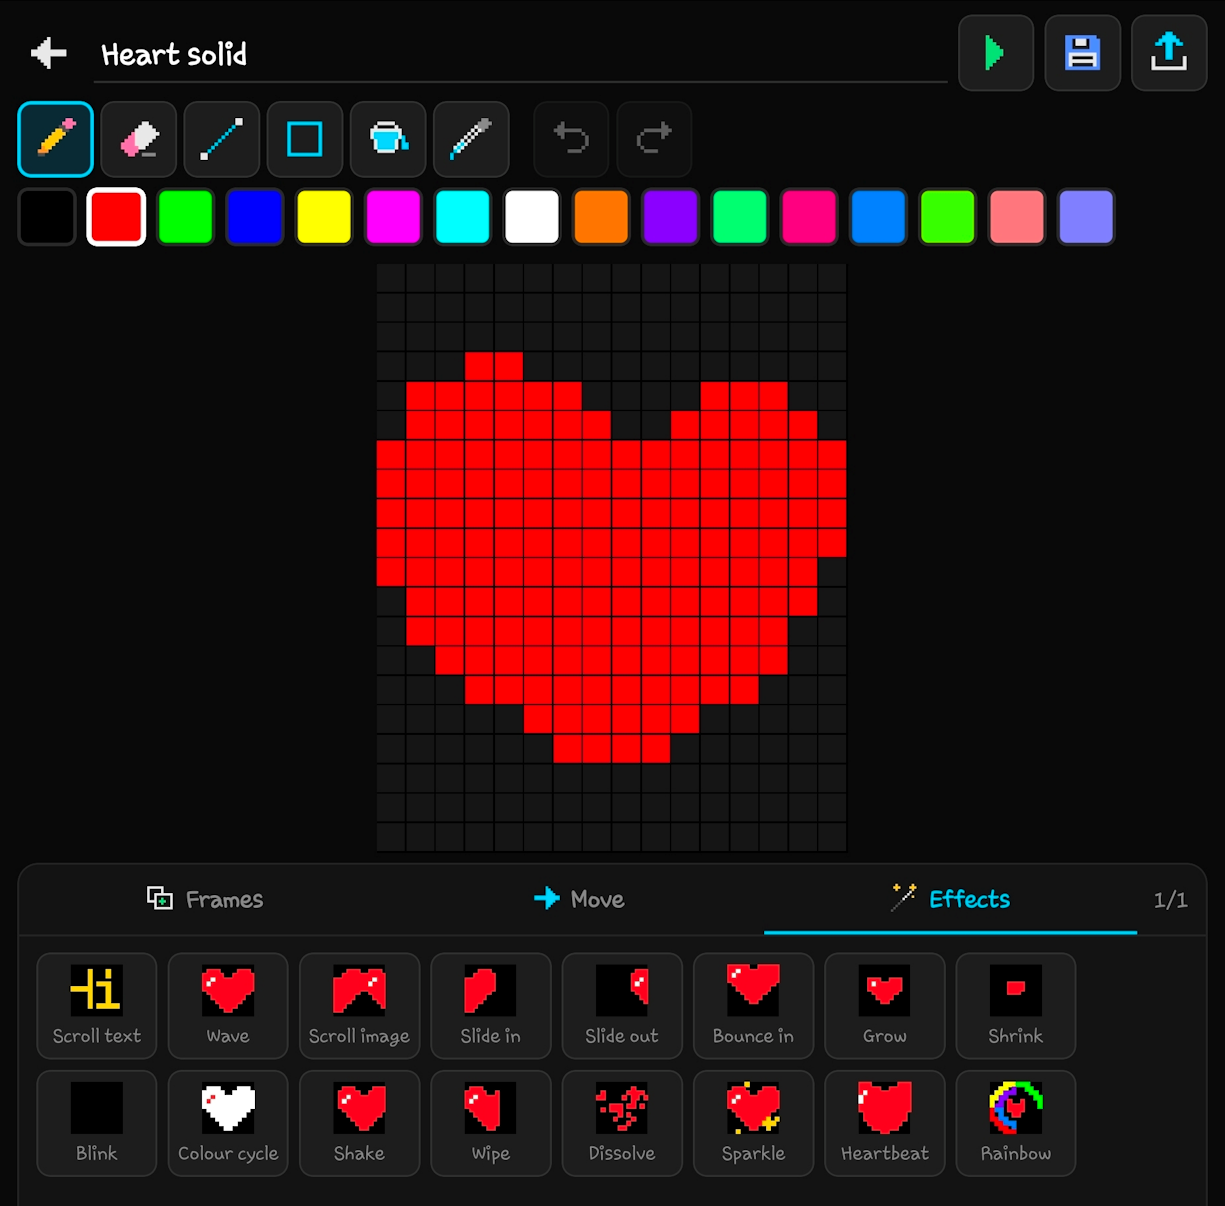 Heart solid
Frames
Move
Effects
1/1
Scroll text
Wave
Scroll image
Slide in
Slide out
Bounce in
Grow
Shrink
Blink
Colour cycle
Shake
Wipe
Dissolve
Sparkle
Heartbeat
Rainbow